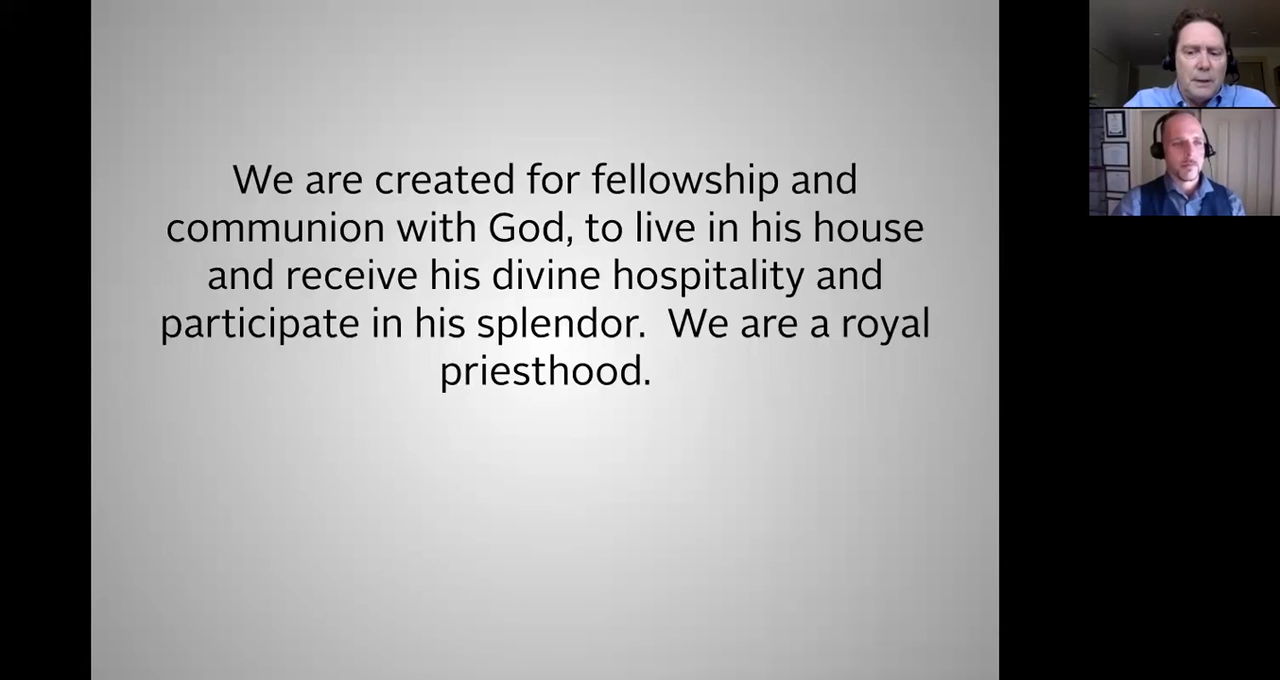 We are created for fellowship and
communion with God, to live in his house
and receive his divine hospitality and
participate in his splendor.  We are a royal
priesthood.